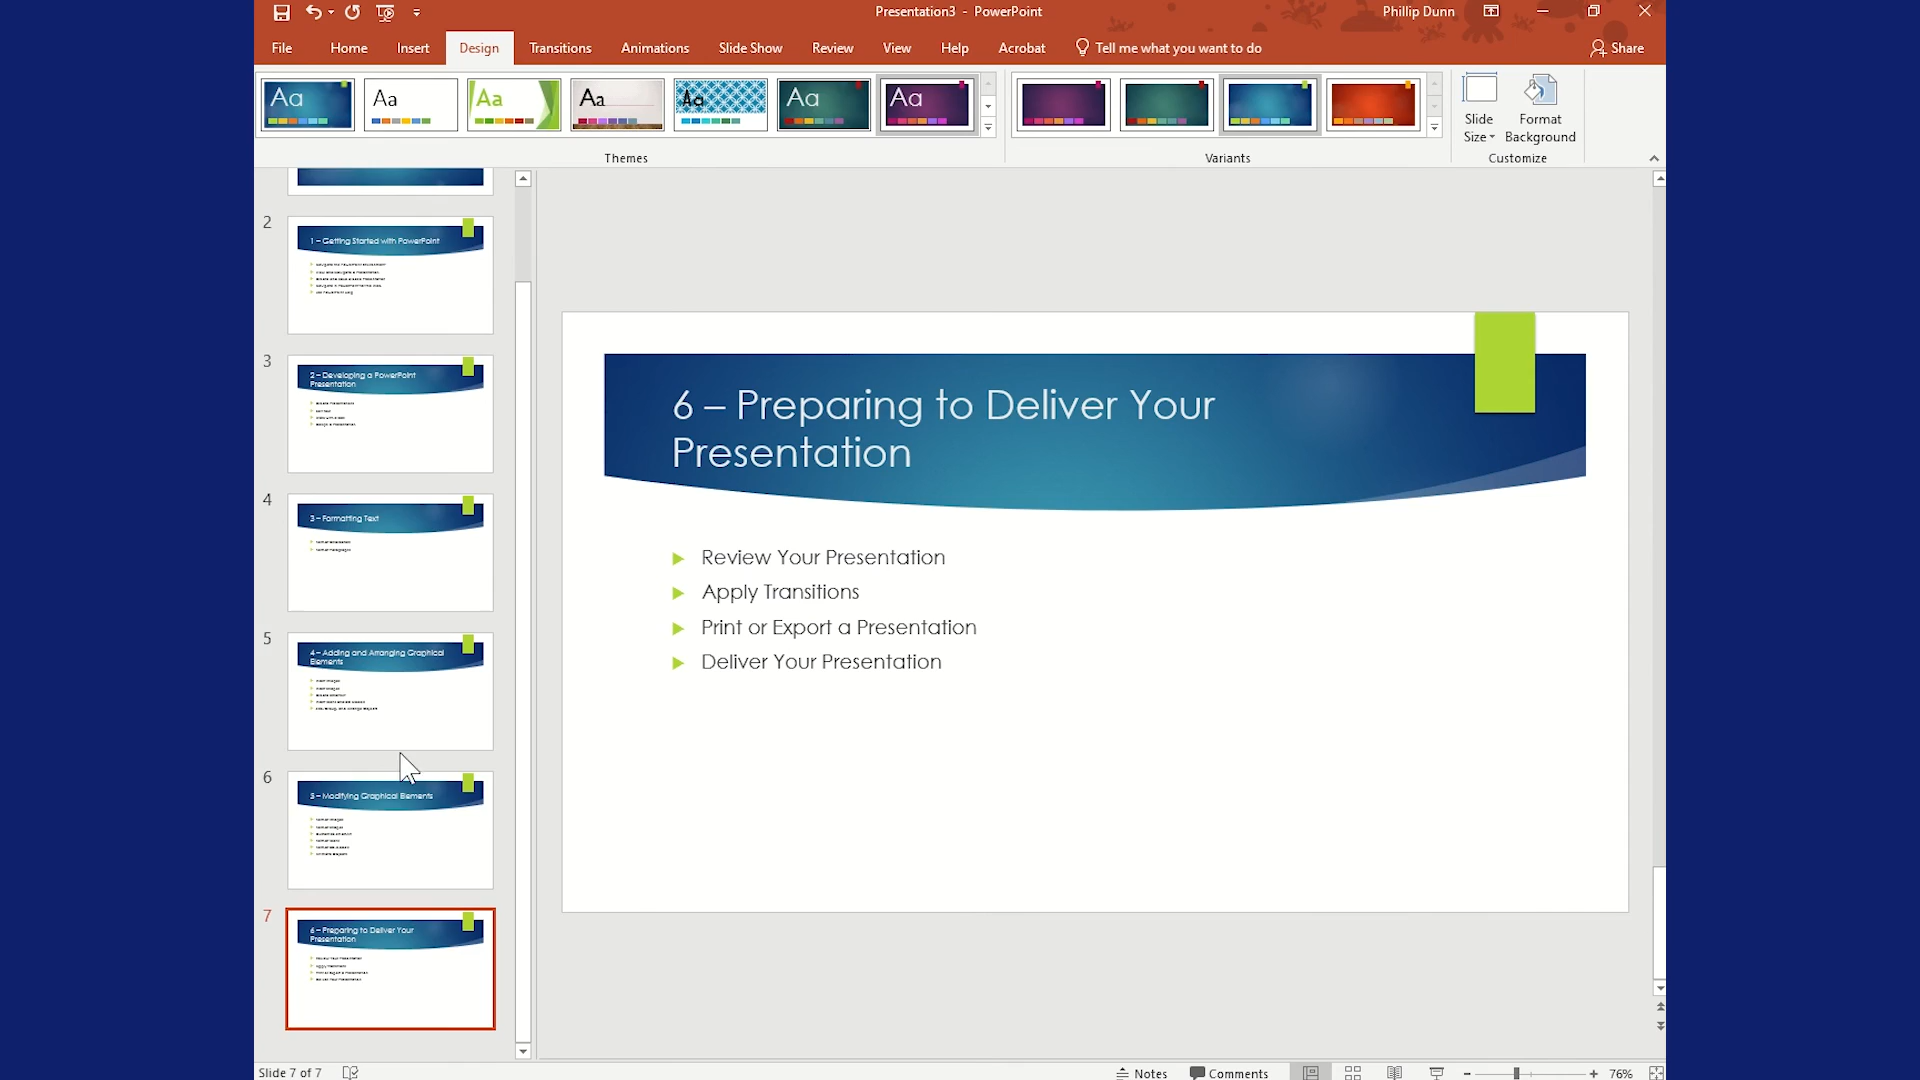 Presentation3 - PowerPoint
Phillip Dunn
File Home Insert Design Transitions Animations Slide Show Review View Help Acrobat Tell me what you want to do Share
Aa Aa Aa Aa Aa Aa Aa
Slide Size
Format Background
Themes
Variants
Customize
2
1 – Getting Started with PowerPoint
3
2 – Developing a PowerPoint
Presentation
4
3 – Formatting Text
5
4 – Adding and Arranging Graphical
Elements
6
5 – Modifying Graphical Elements
7
6 – Preparing to Deliver Your
Presentation
6 – Preparing to Deliver Your
Presentation
Review Your Presentation
Apply Transitions
Print or Export a Presentation
Deliver Your Presentation
Slide 7 of 7
Notes
Comments
76%